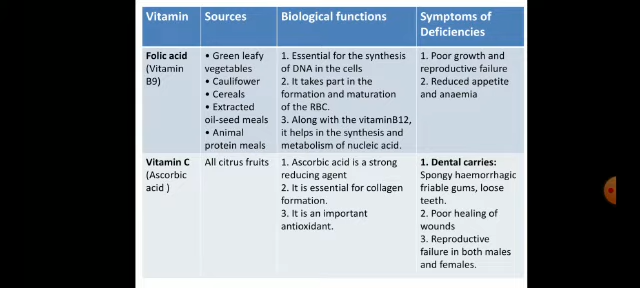 Vitamin
Sources
Biological functions
Symptoms of
Deficiencies
Folic acid
(Vitamin
B9)
• Green leafy
vegetables
• Caulifower
• Cereals
• Extracted
oil-seed meals
• Animal
protein meals
1. Essential for the synthesis
of DNA in the cells
2. It takes part in the
formation and maturation
of the RBC.
3. Along with the vitaminB12,
it helps in the synthesis and
metabolism of nucleic acid.
1. Poor growth and
reproductive failure
2. Reduced appetite
and anaemia
Vitamin C
(Ascorbic
acid )
All citrus fruits
1. Ascorbic acid is a strong
reducing agent
2. It is essential for collagen
formation.
3. It is an important
antioxidant.
1. Dental carries:
Spongy haemorrhagic
friable gums, loose
teeth.
2. Poor healing of
wounds
3. Reproductive
failure in both males
and females.